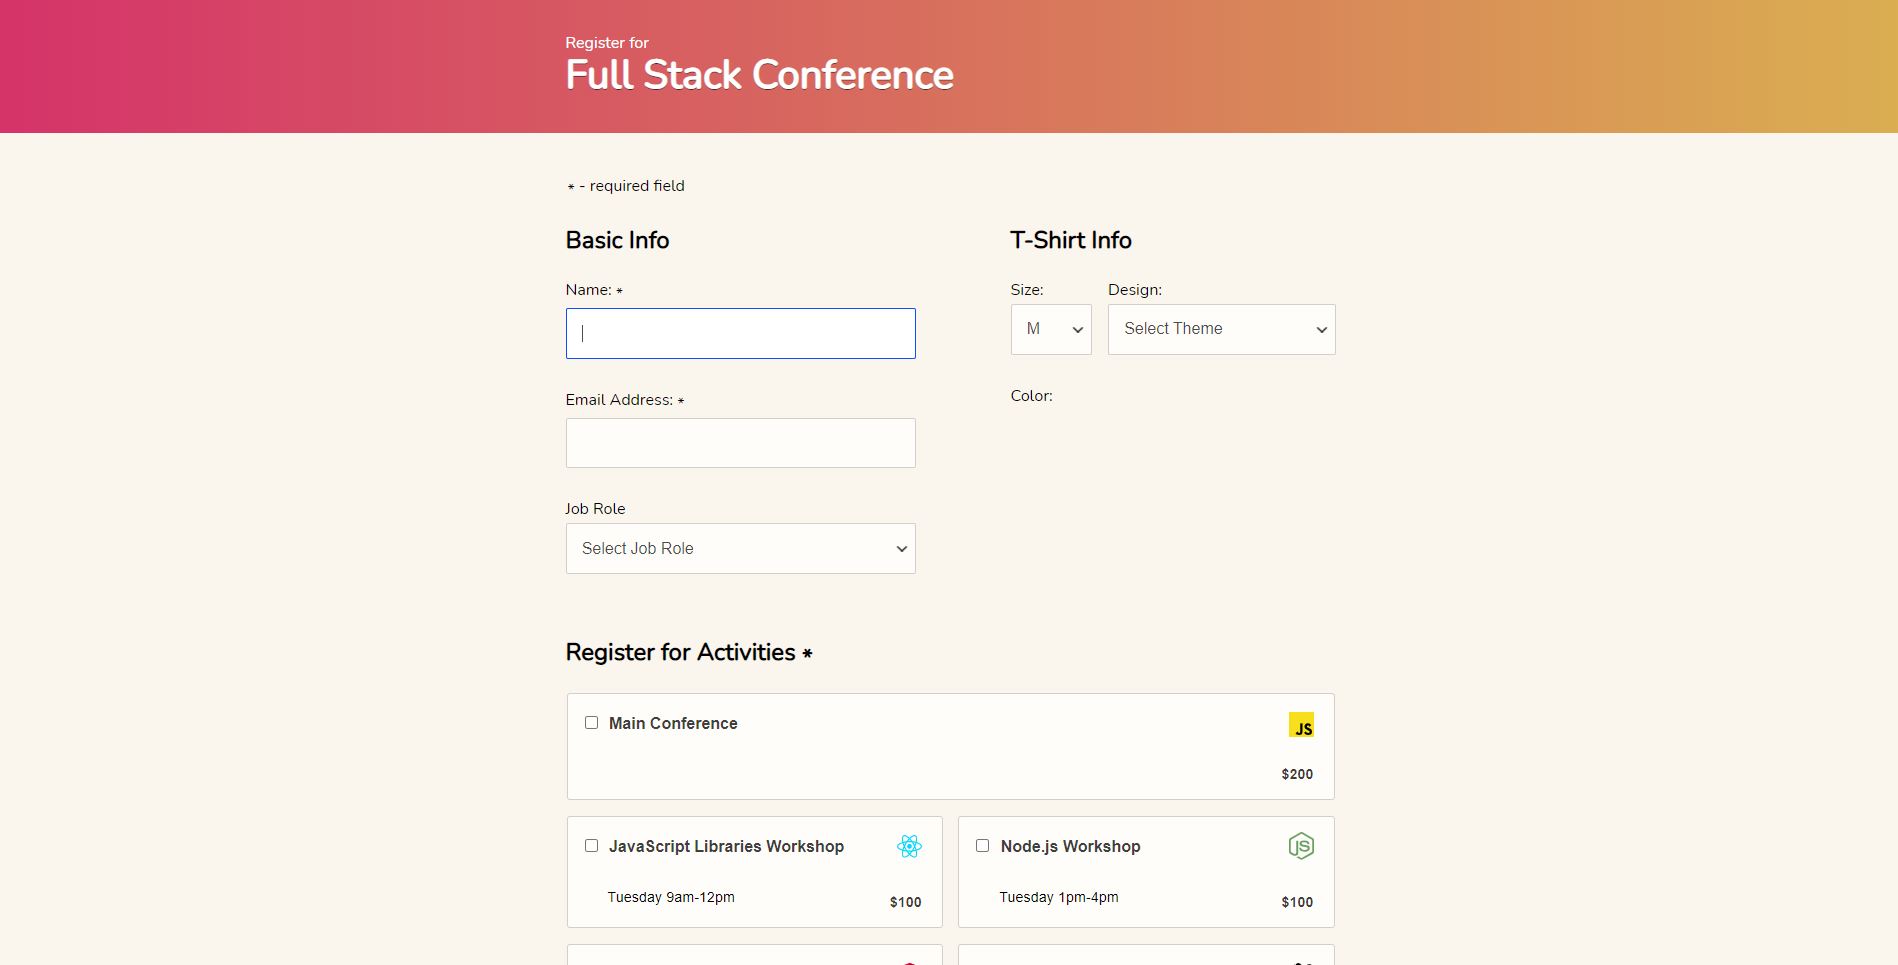 Register for
Full Stack Conference
* - required field
Basic Info
Name: *
Email Address: *
Job Role
Select Job Role
T-Shirt Info
Size:
Design:
M
Select Theme
Color:
Register for Activities *
Main Conference
JS
$200
JavaScript Libraries Workshop
Tuesday 9am-12pm
$100
Node.js Workshop
JS
Tuesday 1pm-4pm
$100